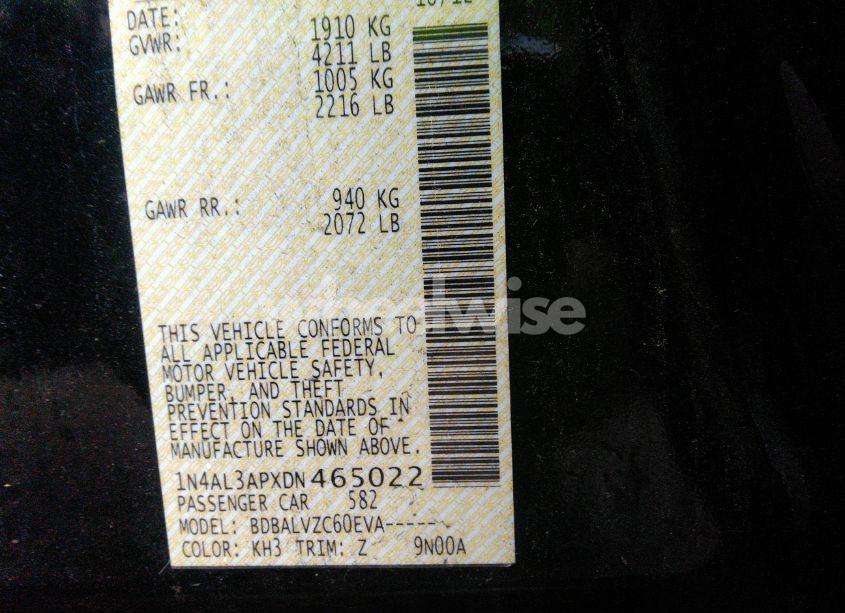 DATE:
GVWR: 1910 KG
4211 LB
GAWR FR.: 1005 KG
2216 LB
GAWR RR.: 940 KG
2072 LB
THIS VEHICLE CONFORMS TO
ALL APPLICABLE FEDERAL
MOTOR VEHICLE SAFETY,
BUMPER, AND THEFT
PREVENTION STANDARDS IN
EFFECT ON THE DATE OF
MANUFACTURE SHOWN ABOVE.
1N4AL3APXDN465022
PASSENGER CAR 582
MODEL: BDBALVZC60EVA-----
COLOR: KH3 TRIM: Z 9N00A